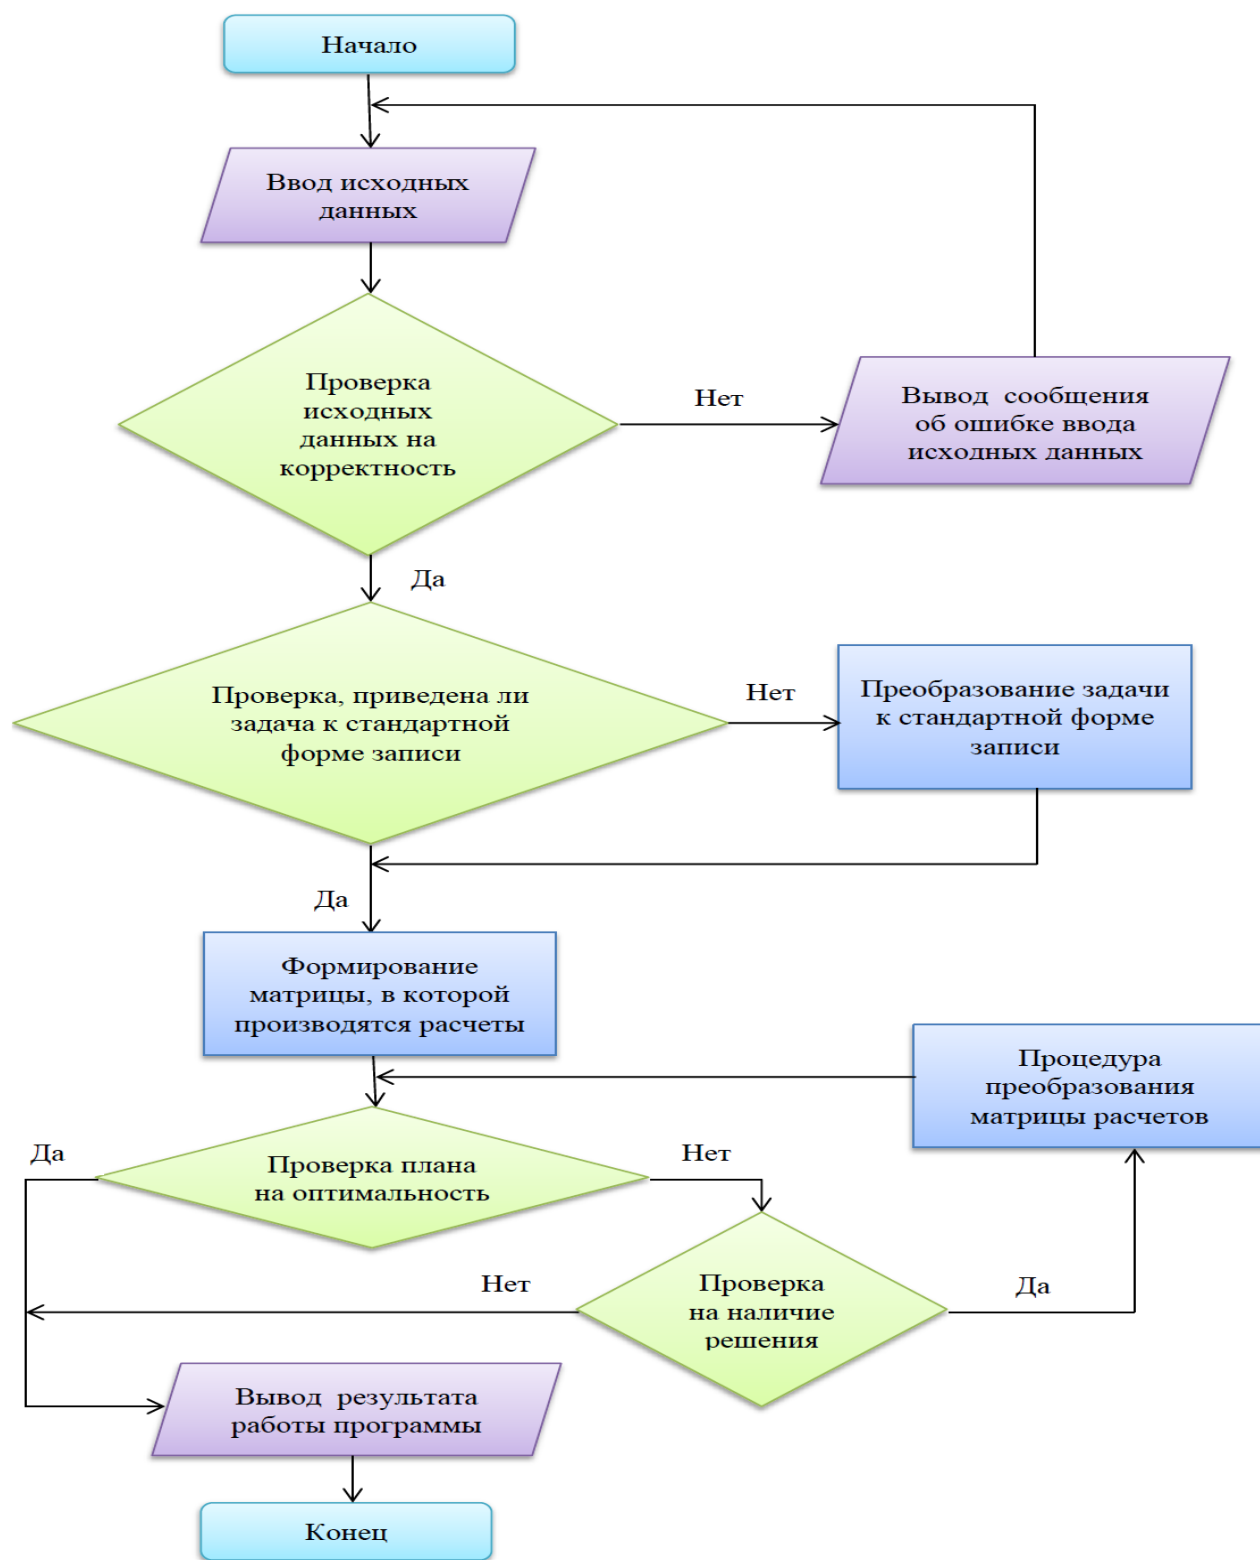 Начало
Ввод исходных
данных
Проверка
исходных
данных на
корректность
Нет
Вывод сообщения
об ошибке ввода
исходных данных
Да
Проверка, приведена ли
задача к стандартной
форме записи
Нет
Преобразование задачи
к стандартной форме
записи
Да
Формирование
матрицы, в которой
производятся расчеты
Процедура
преобразования
матрицы расчетов
Да
Проверка плана
на оптимальность
Нет
Нет
Проверка
на наличие
решения
Да
Вывод результата
работы программы
Конец